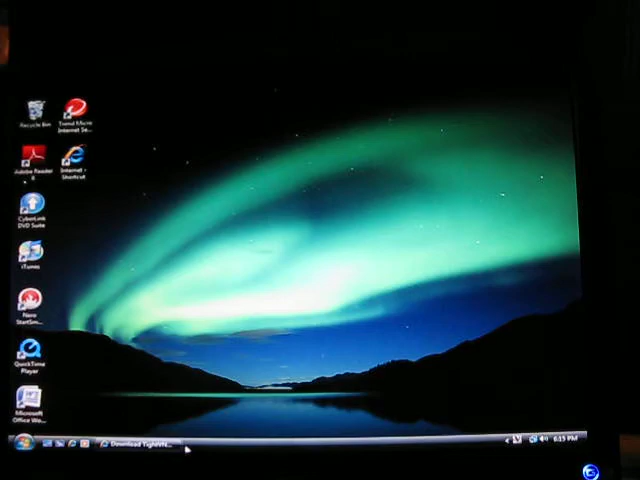 Recycle Bin
Trend Micro
Internet Se...
Adobe Reader
8
Internet -
Shortcut
CyberLink
DVD Suite
iTunes
Nero
StartSm...
QuickTime
Player
Microsoft
Office Wo...
Download TightVN...
6:15 PM